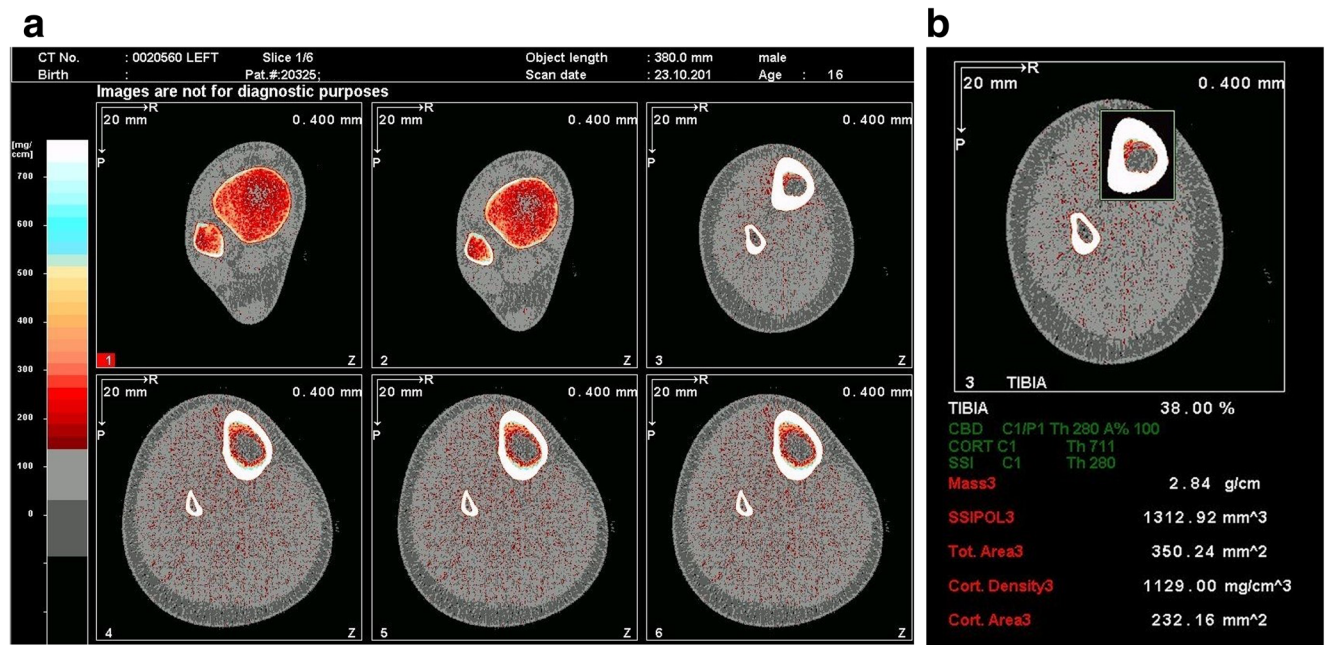 a
CT No. : 0020560 LEFT Slice 1/6 Object length : 380.0 mm male
Birth : Pat.#:20325; Scan date : 23.10.201 Age : 16
Images are not for diagnostic purposes
[mg/
ccm]
700
600
500
400
300
200
100
0
R
20 mm 0.400 mm
P
1 Z
R
20 mm 0.400 mm
P
2 Z
R
20 mm 0.400 mm
P
3 Z
R
20 mm 0.400 mm
P
4 Z
R
20 mm 0.400 mm
P
5 Z
R
20 mm 0.400 mm
P
6 Z
b
R
20 mm 0.400 mm
P
3 TIBIA
TIBIA 38.00 %
CBD C1/P1 Th 280 A% 100
CORT C1 Th 711
SSI C1 Th 280
Mass3 2.84 g/cm
SSIPOL3 1312.92 mm^3
Tot. Area3 350.24 mm^2
Cort. Density3 1129.00 mg/cm^3
Cort. Area3 232.16 mm^2